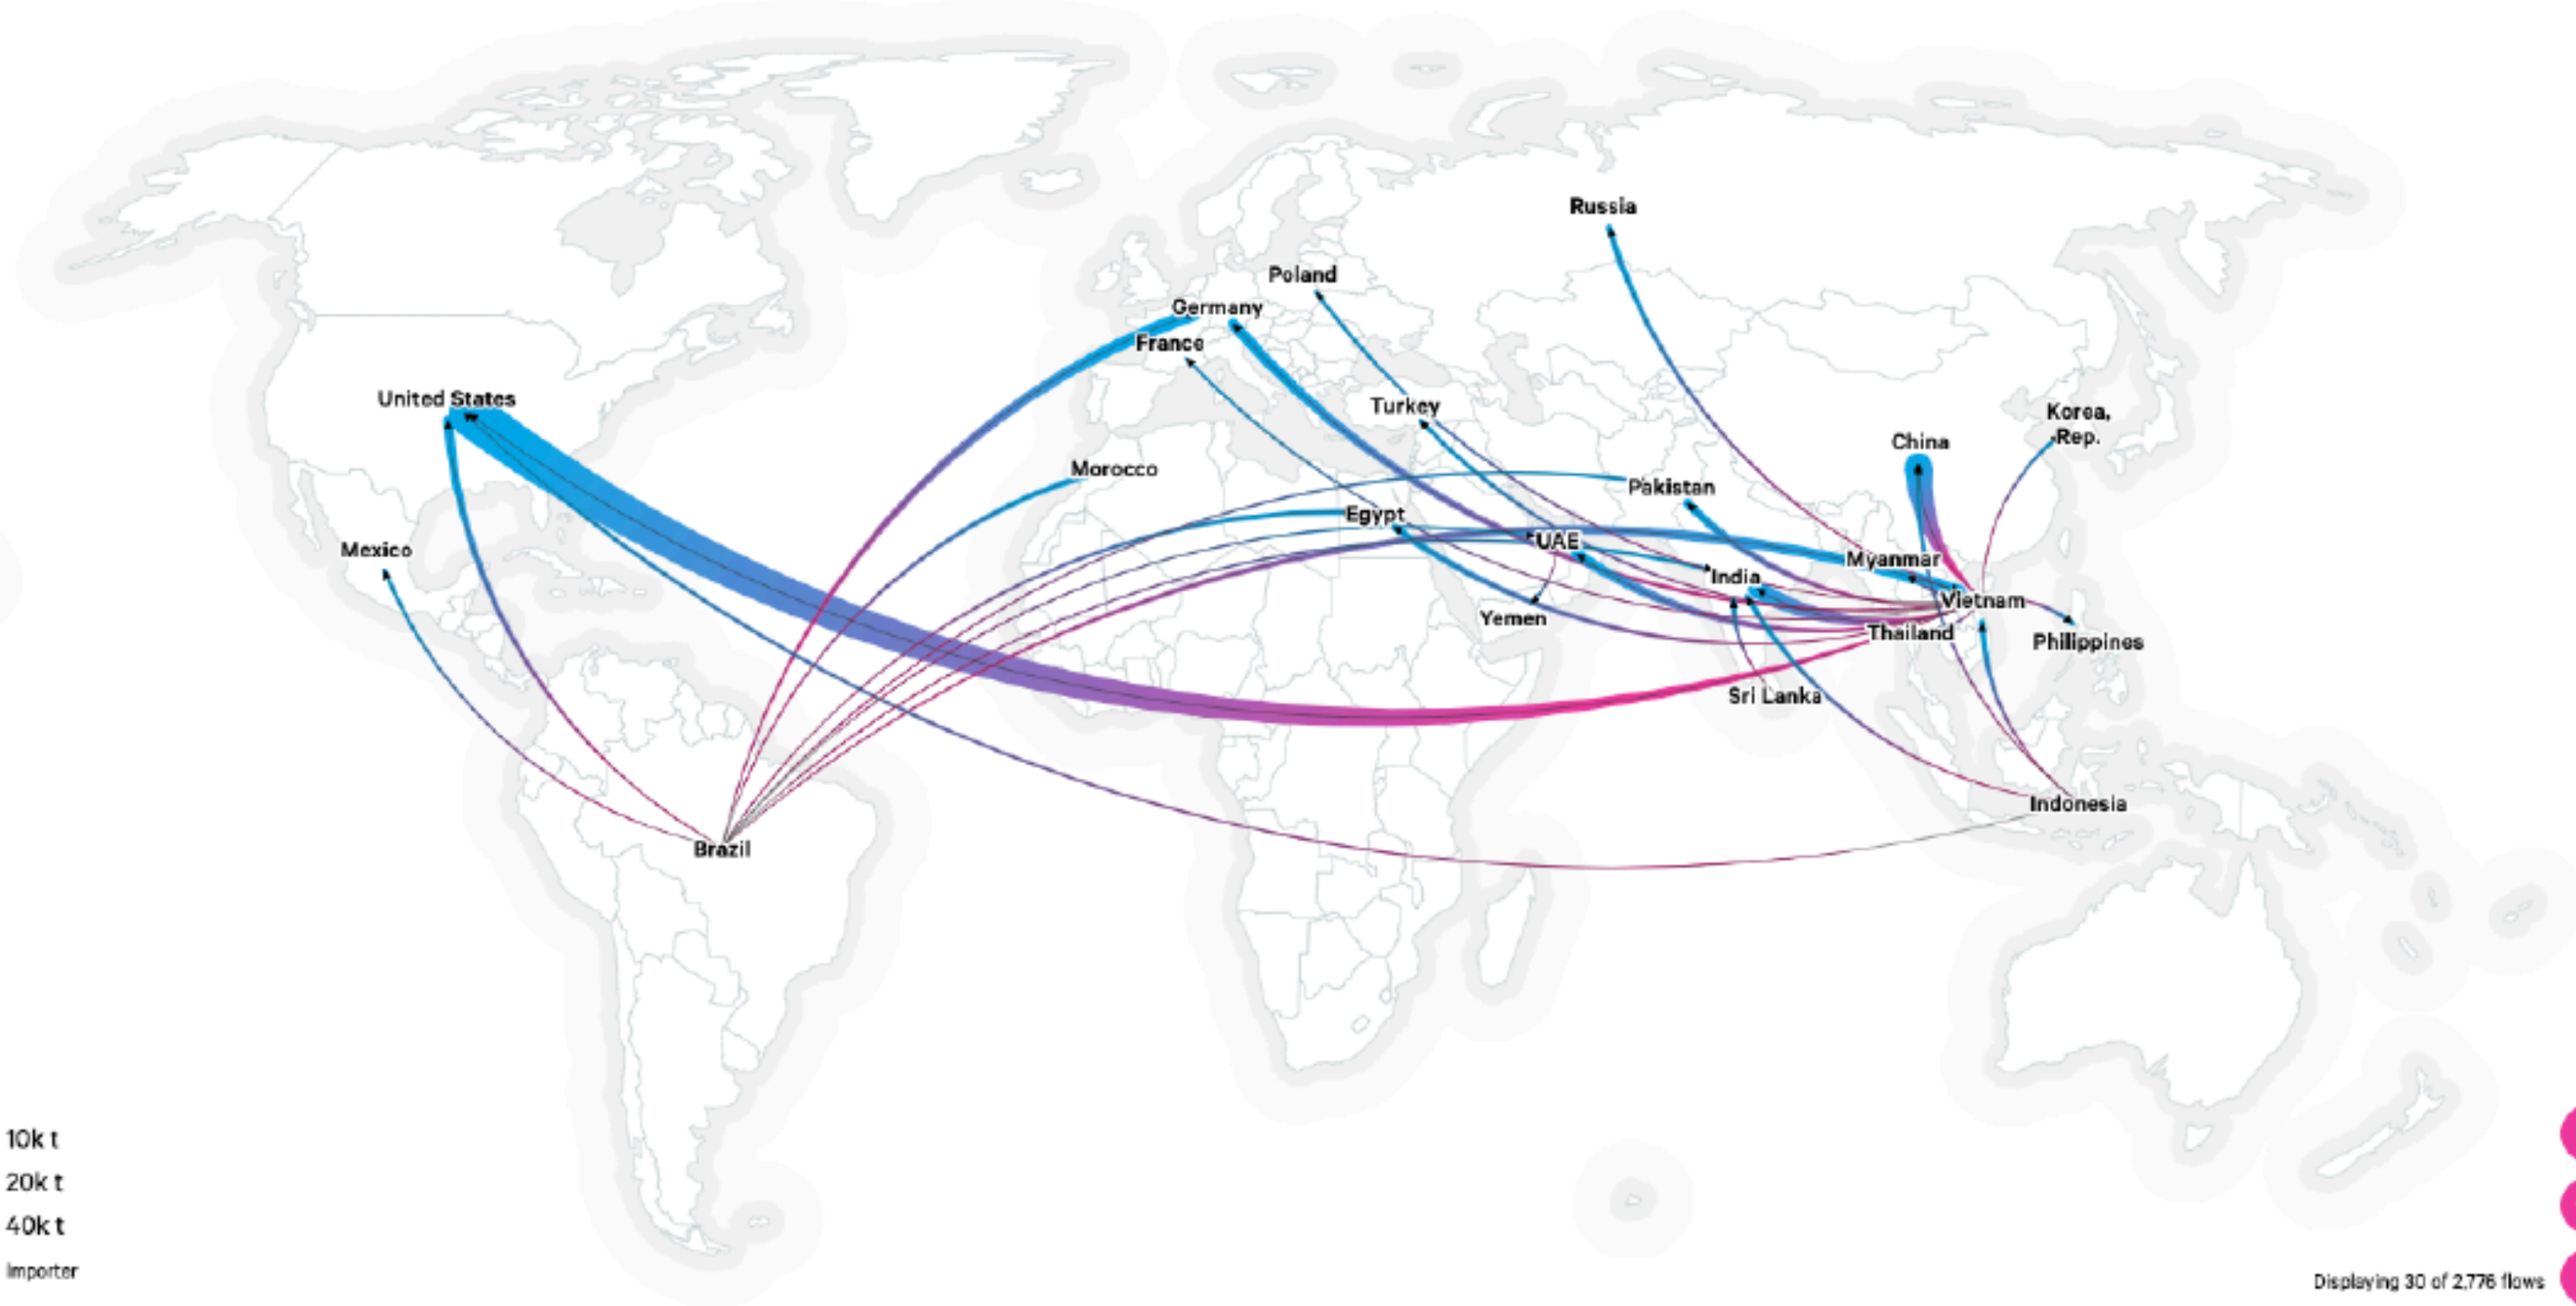 Russia
Poland
Germany
France
United States
Turkey
Korea,
Rep.
China
Morocco
Pakistan
Egypt
UAE
Mexico
Myanmar
India
Vietnam
Yemen
Thailand
Philippines
Sri Lanka
Indonesia
Brazil
10k t
20k t
40k t
Importer
Displaying 30 of 2,776 flows